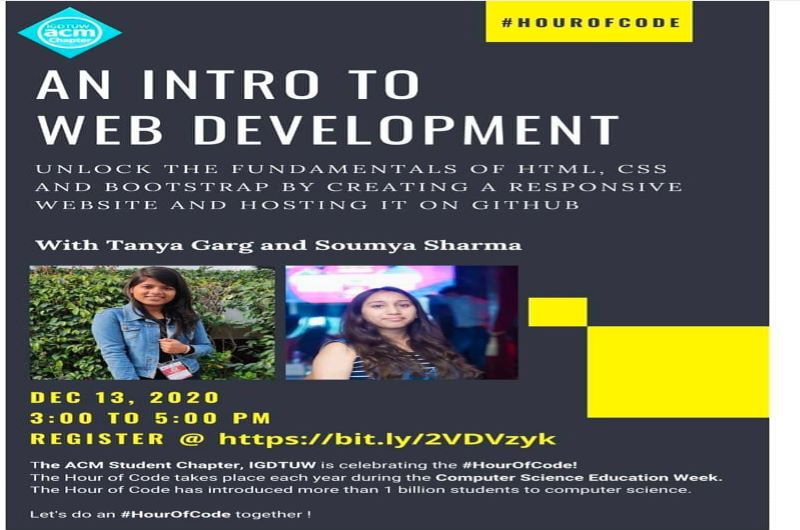 IGDTUW
acm
Chapter
#HOUROFCODE
AN INTRO TO
WEB DEVELOPMENT
UNLOCK THE FUNDAMENTALS OF HTML, CSS
AND BOOTSTRAP BY CREATING A RESPONSIVE
WEBSITE AND HOSTING IT ON GITHUB
With Tanya Garg and Soumya Sharma
DEC 13, 2020
3:00 TO 5:00 PM
REGISTER @ https://bit.ly/2VDVzyk
The ACM Student Chapter, IGDTUW is celebrating the #HourOfCode!
The Hour of Code takes place each year during the Computer Science Education Week.
The Hour of Code has introduced more than 1 billion students to computer science.
Let's do an #HourOfCode together !